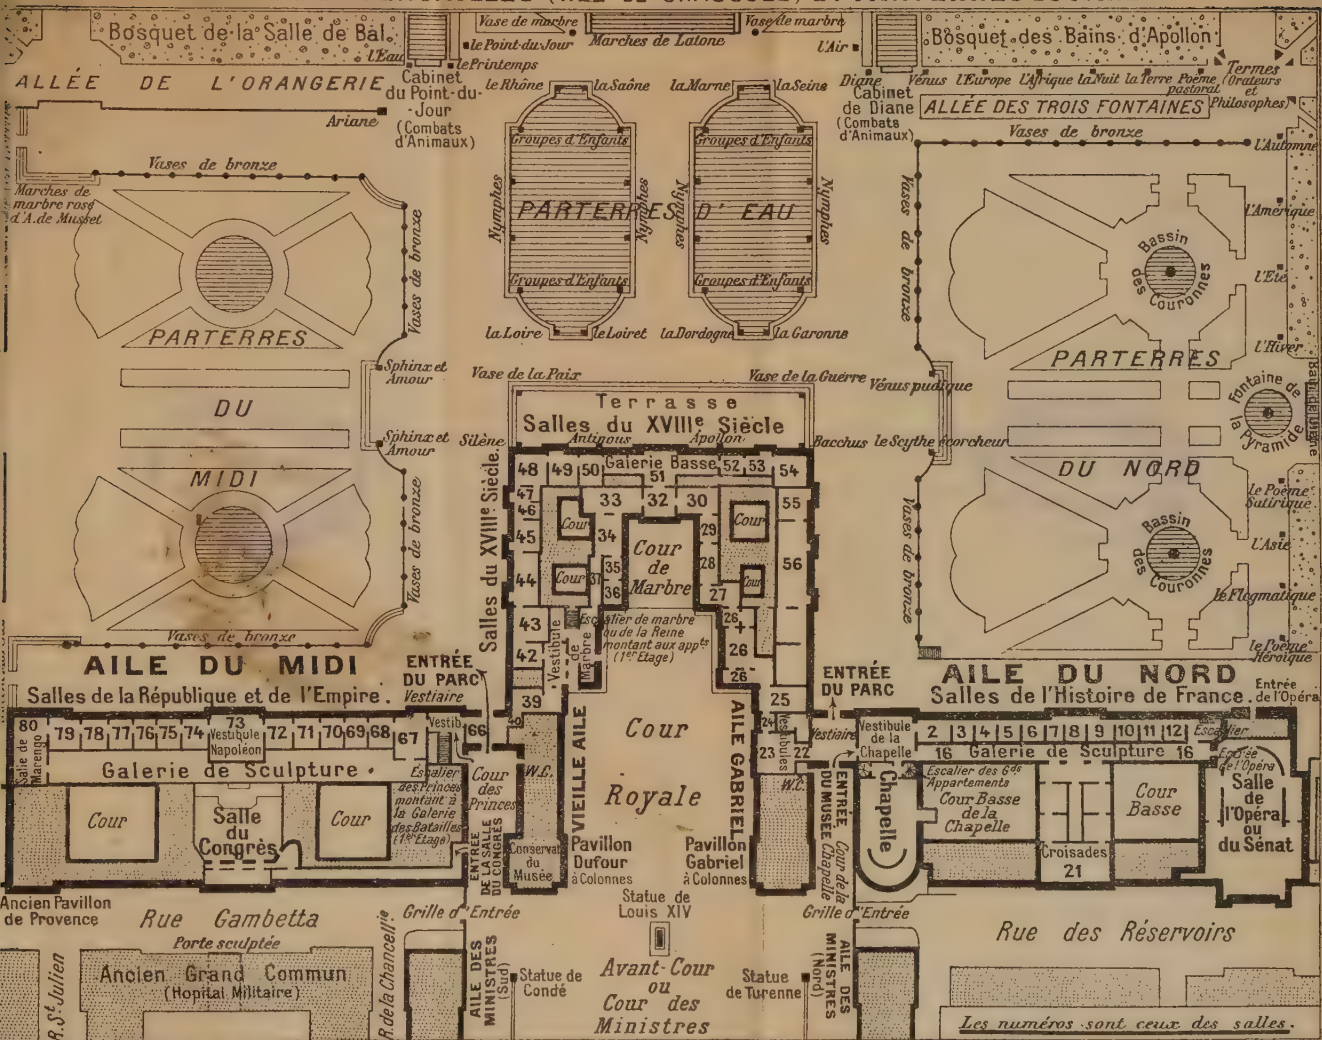 Bosquet de la Salle de Bal.
l'Eau
Vase de marbre
Marches de Latone
Vase de marbre
le Point-du-Jour
le Printemps
l'Air
Bosquet des Bains d'Apollon
ALLÉE DE L'ORANGERIE
Cabinet
du Point-du-
-Jour
(Combats
d'Animaux)
Ariane
le Rhône
la Saône
la Marne
la Seine
Diane
Cabinet
de Diane
(Combats
d'Animaux)
Vénus
l'Europe
l'Afrique
la Nuit
la Terre
Poème
pastoral
Termes
(Orateurs
et
Philosophes)
ALLÉE DES TROIS FONTAINES
Vases de bronze
l'Automne
Vases de bronze
Marches de
marbre rose
d'A. de Musset
Vases de bronze
Groupes d'Enfants
Groupes d'Enfants
Nymphes
Nymphes
Nymphes
Nymphes
PARTERRES D'EAU
Groupes d'Enfants
Groupes d'Enfants
la Loire
le Loiret
la Dordogne
la Garonne
Vases de bronze
l'Amérique
Bassin
des Couronnes
l'Eté
l'Hiver
PARTERRES
DU
MIDI
Sphinx et
Amour
Sphinx et
Amour
Vases de bronze
Vases de bronze
Vase de la Paix
Vase de la Guerre
Vénus pudique
PARTERRES
DU NORD
Fontaine de
la Pyramide
Terrasse
Salles du XVIIIe Siècle
Silène
Antinous
Apollon
Bacchus
le Scythe écorcheur
Vases de bronze
Bassin
des Couronnes
le Poème
Satirique
l'Asie
le Flegmatique
le Poème
Héroïque
Salles du XVIIIe Siècle.
48 49 50
Galerie Basse
51
52 53 54
47
46
33 32 30
55
45
34
29
44
35
37
36
28
27
56
Cour
Cour
Cour
Cour
Cour
de
Marbre
43
42
39
40
Vestibule
de
Marbre
Escalier de marbre
ou de la Reine
montant aux appts
(1er Etage)
26
26
26
25
24
23
22
Vestibules
AILE DU MIDI
Salles de la République et de l'Empire.
ENTRÉE
DU PARC
Vestiaire
Vestib.
66
80
Salle de
Marengo
79 78 77 76 75 74
73
Vestibule
Napoléon
72 71 70 69 68
67
Galerie de Sculpture.
Cour
Salle
du
Congrès
Cour
Escalier
des Princes
montant à
la Galerie
des Batailles
(1er Etage)
Cour
des
Princes
W.C.
ENTRÉE
DE LA SALLE
DU CONGRÈS
Conservat.
du
Musée
VIEILLE AILE
Pavillon
Dufour
à Colonnes
Cour
Royale
AILE GABRIEL
Pavillon
Gabriel
à Colonnes
W.C.
ENTRÉE
DU PARC
Vestiaire
ENTRÉE
DU MUSÉE
Cour de la
Chapelle
AILE DU NORD
Salles de l'Histoire de France.
Entrée
de l'Opéra
Vestibule
de la
Chapelle
2 3 4 5 6 7 8 9 10 11 12
Escalier
16 Galerie de Sculpture 16
Entrée
de l'Opéra
Chapelle
Escalier des Gds
Appartements
Cour Basse
de la
Chapelle
Croisades
21
Cour
Basse
Salle
de
l'Opéra
ou
du Sénat
Ancien Pavillon
de Provence
Rue Gambetta
Porte sculptée
Ancien Grand Commun
(Hopital Militaire)
R. St Julien
R. de la Chancellie.
Grille d'Entrée
AILE DES
MINISTRES
(Sud)
Statue de
Condé
Statue de
Louis XIV
Avant-Cour
ou
Cour des
Ministres
Statue
de Turenne
Grille d'Entrée
AILE DES
MINISTRES
(Nord)
Rue des Réservoirs
Les numéros sont ceux des salles.